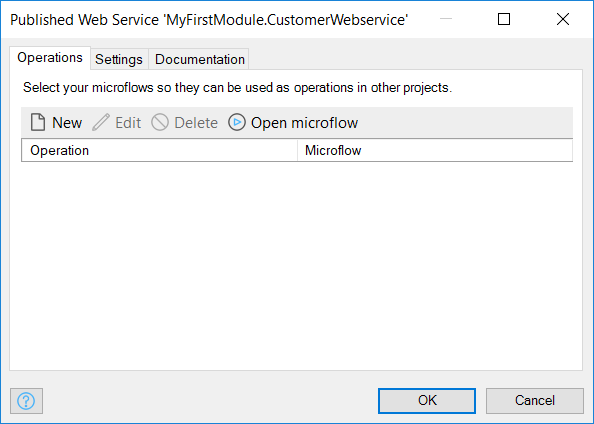 Published Web Service 'MyFirstModule.CustomerWebservice'
Operations Settings Documentation
Select your microflows so they can be used as operations in other projects.
New Edit Delete Open microflow
Operation Microflow
? OK Cancel